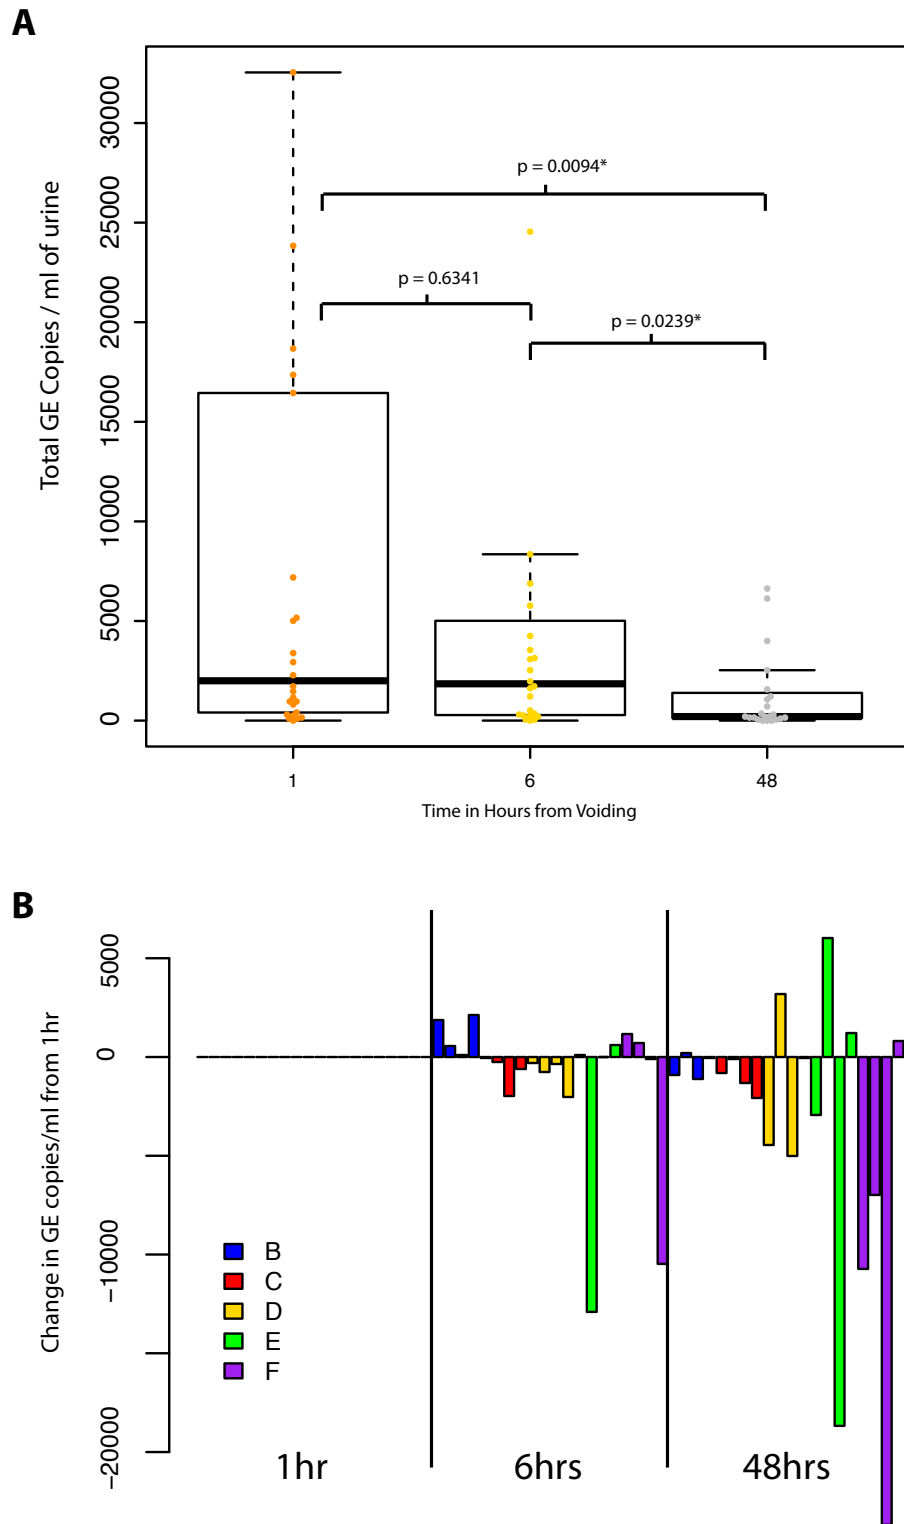 A
Total GE Copies / ml of urine
30000
25000
20000
15000
10000
5000
0
p = 0.0094*
p = 0.6341
p = 0.0239*
1 6 48
Time in Hours from Voiding
B
Change in GE copies/ml from 1hr
5000
0
−10000
−20000
B
C
D
E
F
1hr 6hrs 48hrs